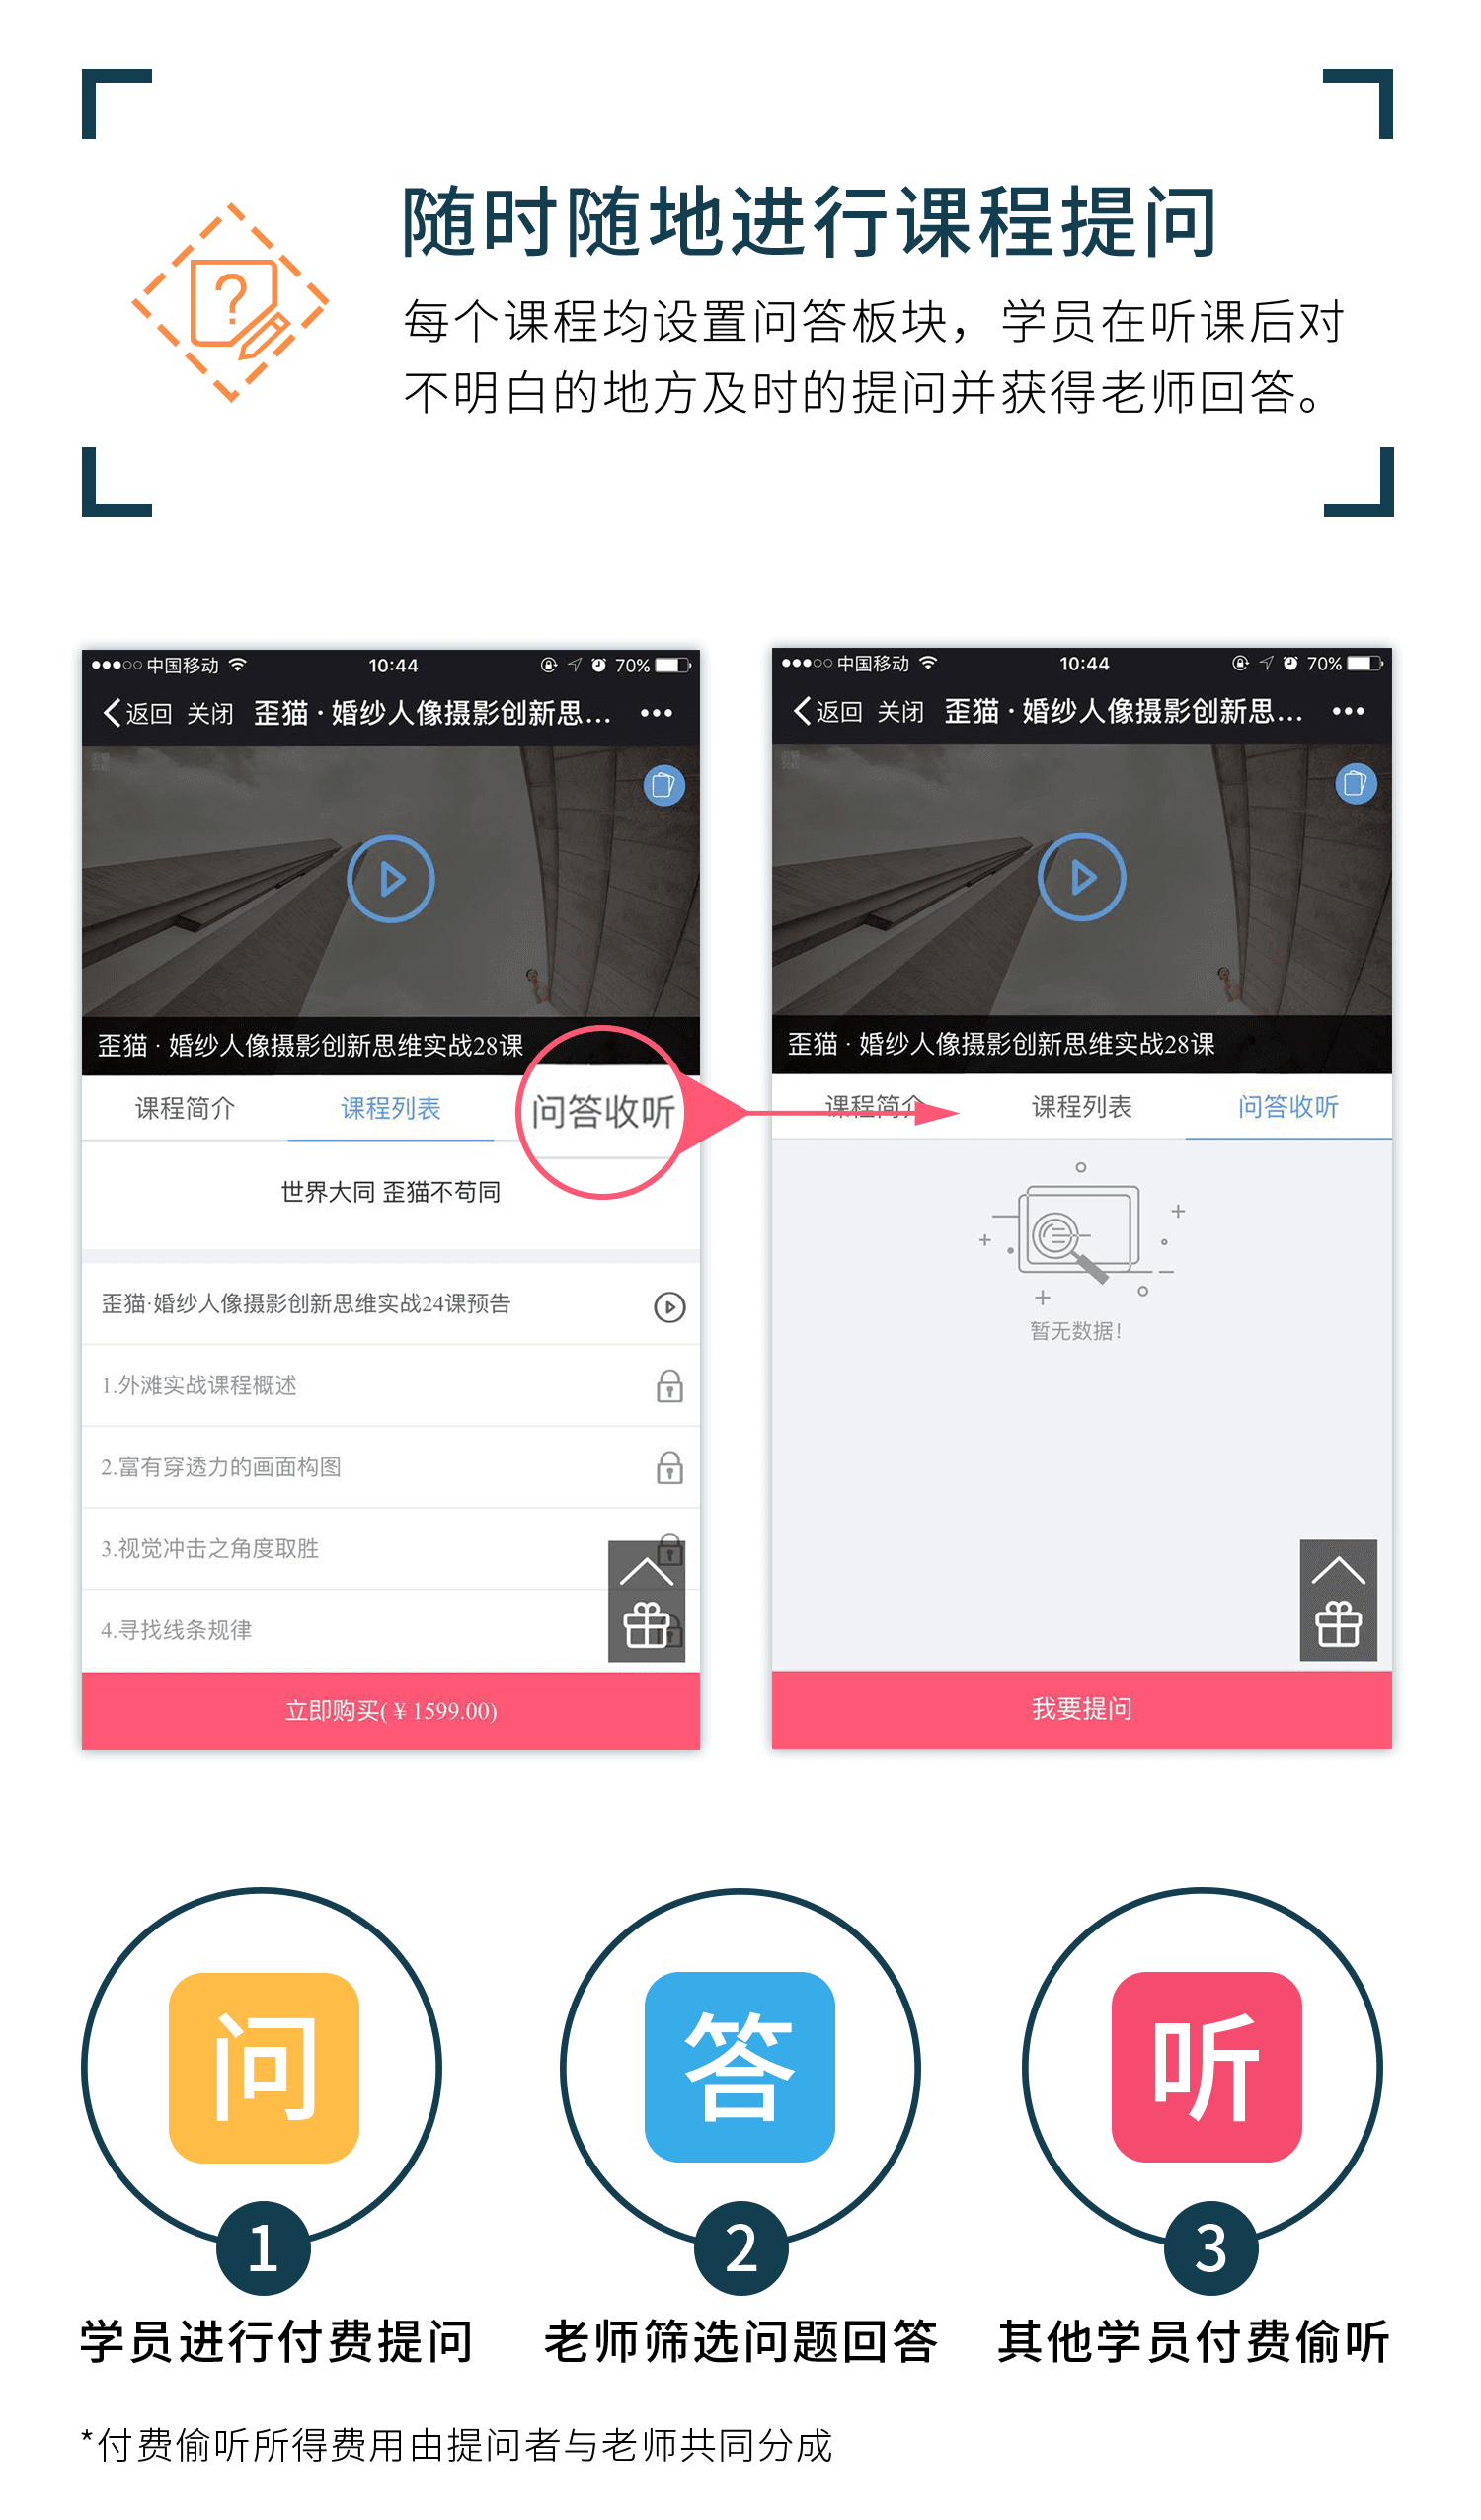 随时随地进行课程提问
每个课程均设置问答板块，学员在听课后对
不明白的地方及时的提问并获得老师回答。
中国移动 10:44 70%
返回 关闭 歪猫·婚纱人像摄影创新思... •••
歪猫·婚纱人像摄影创新思维实战28课
课程简介 课程列表 问答收听
世界大同 歪猫不苟同
歪猫·婚纱人像摄影创新思维实战24课预告
1.外滩实战课程概述
2.富有穿透力的画面构图
3.视觉冲击之角度取胜
4.寻找线条规律
立即购买(¥1599.00)
中国移动 10:44 70%
返回 关闭 歪猫·婚纱人像摄影创新思... •••
歪猫·婚纱人像摄影创新思维实战28课
课程简介 课程列表 问答收听
暂无数据!
我要提问
问 答 听
1 2 3
学员进行付费提问 老师筛选问题回答 其他学员付费偷听
*付费偷听所得费用由提问者与老师共同分成